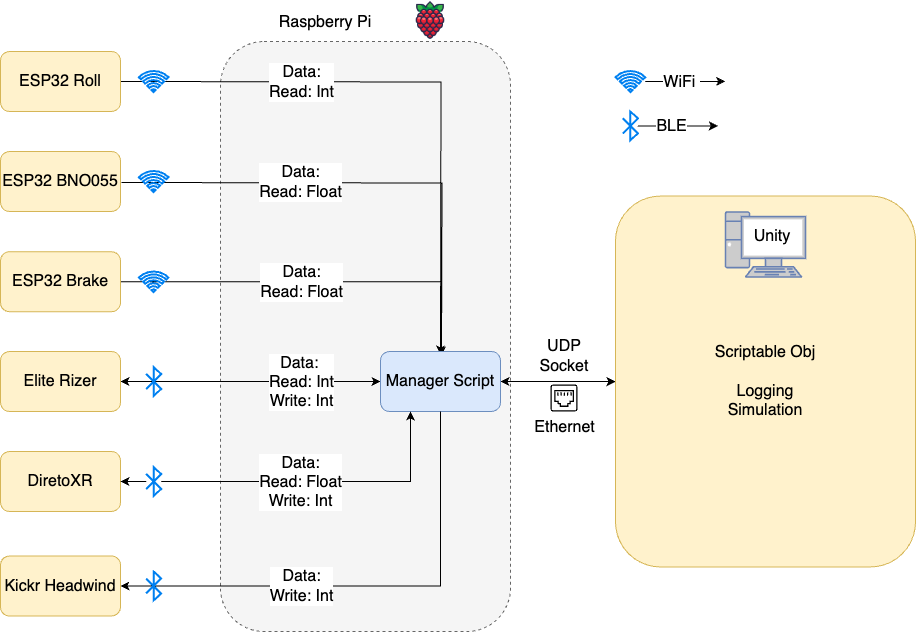 Raspberry Pi
ESP32 Roll
Data:
Read: Int
WiFi
BLE
ESP32 BNO055
Data:
Read: Float
Unity
ESP32 Brake
Data:
Read: Float
UDP
Socket
Scriptable Obj
Elite Rizer
Data:
Read: Int
Write: Int
Manager Script
Logging
Simulation
Ethernet
DiretoXR
Data:
Read: Float
Write: Int
Kickr Headwind
Data:
Write: Int